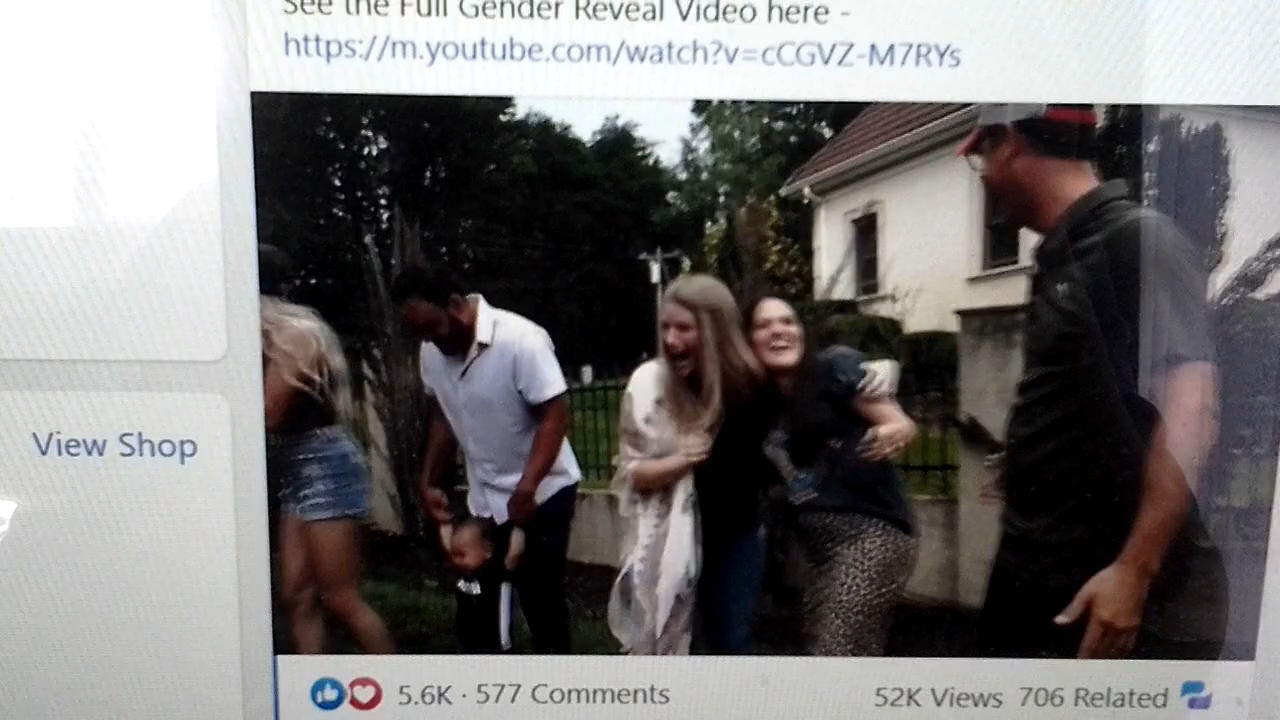 See the Full Gender Reveal Video here -
https://m.youtube.com/watch?v=cCGVZ-M7RYs
View Shop
5.6K · 577 Comments
52K Views 706 Related